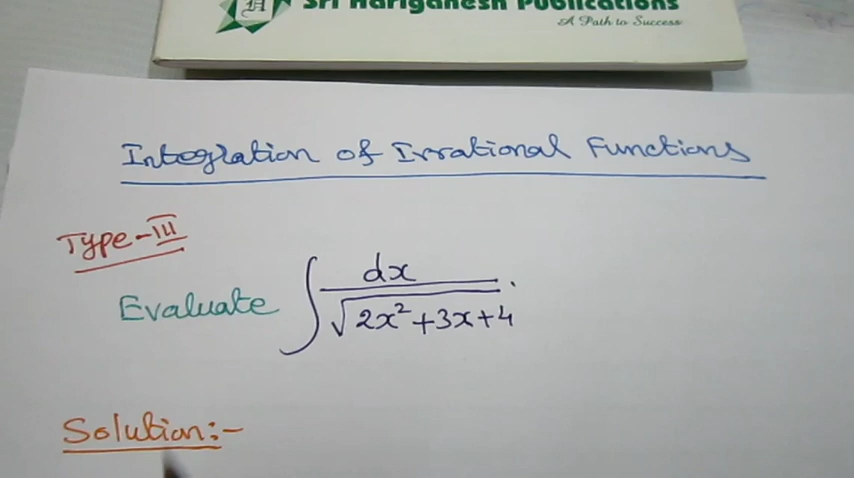 Sri Hariganesh Publications
A Path to Success
Integration of Irrational Functions
Type-III
Evaluate ∫ dx / √(2x²+3x+4) .
Solution:-